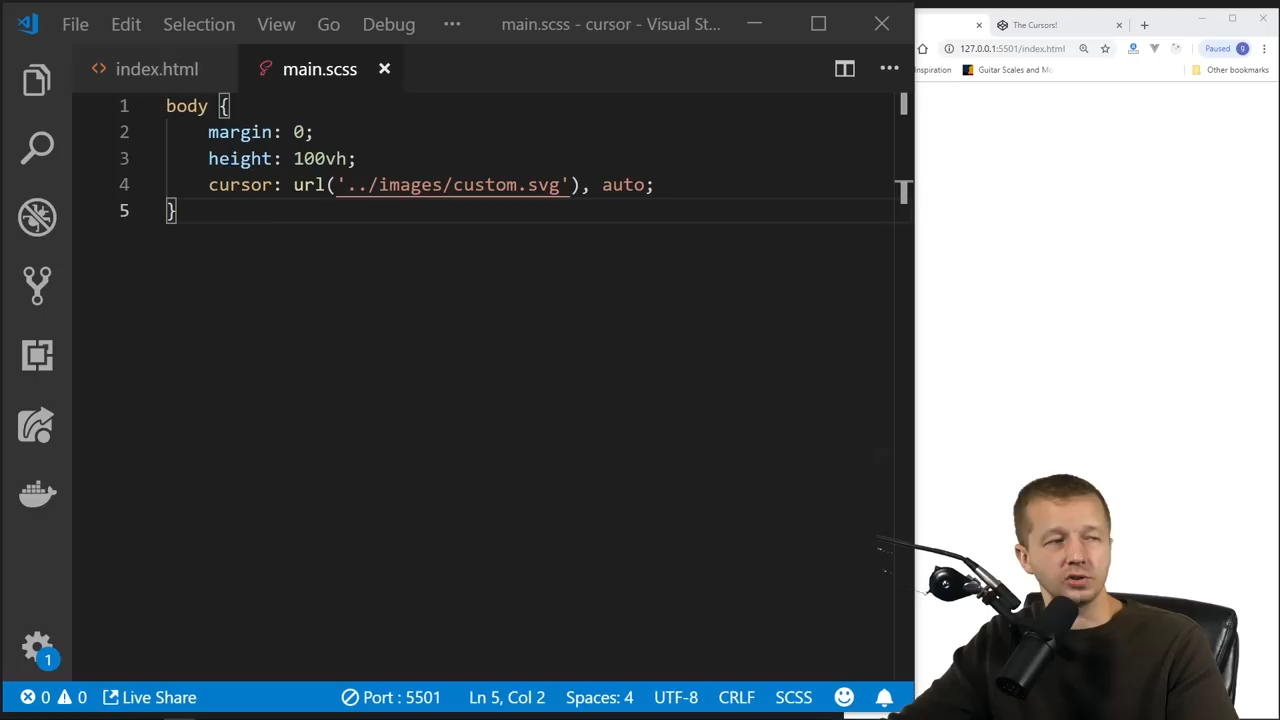 File Edit Selection View Go Debug ··· main.scss - cursor - Visual St...
index.html main.scss
1 body {
2 margin: 0;
3 height: 100vh;
4 cursor: url('../images/custom.svg'), auto;
5 }
1
0 0 Live Share Port : 5501 Ln 5, Col 2 Spaces: 4 UTF-8 CRLF SCSS
The Cursors!
127.0.0.1:5501/index.html Paused g
Guitar Scales and Mo Other bookmarks